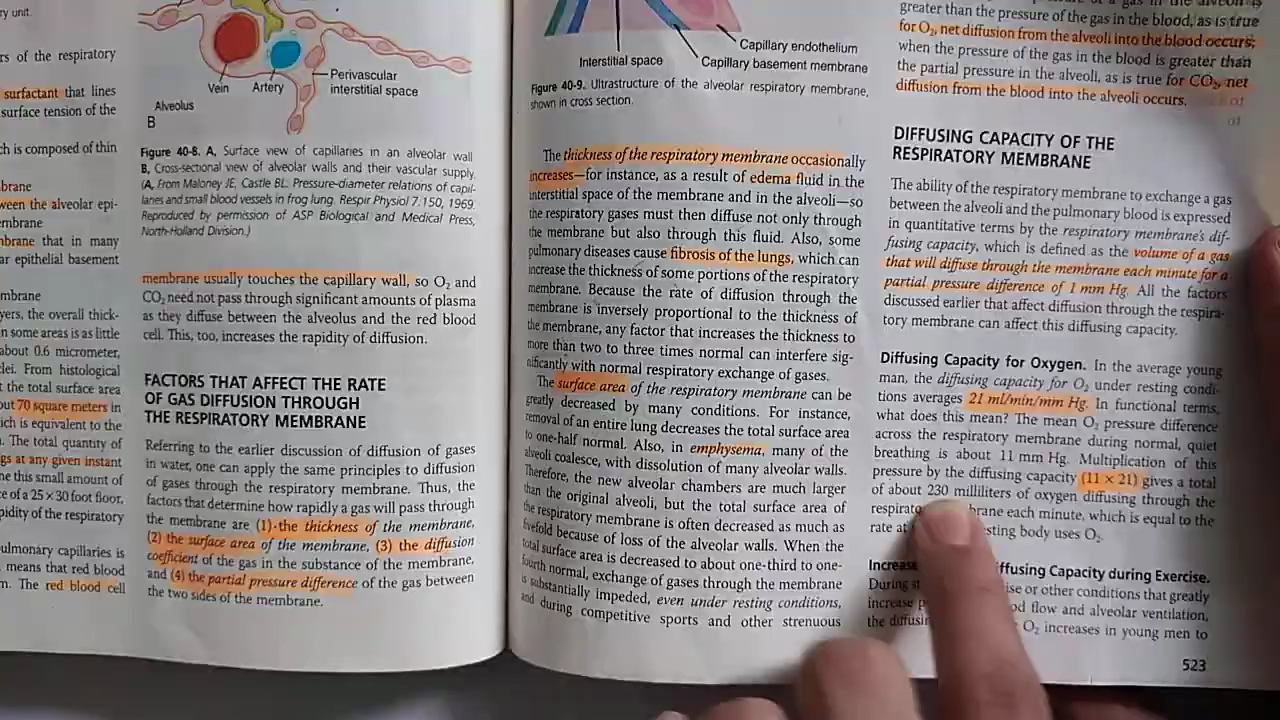 ry unit.
rs of the respiratory
surfactant that lines
surface tension of the
ch is composed of thin
brane
ween the alveolar epi-
mbrane
mbrane that in many
ar epithelial basement
mbrane
yers, the overall thick-
n some areas is as little
about 0.6 micrometer,
lei. From histological
t the total surface area
out 70 square meters in
ich is equivalent to the
. The total quantity of
gs at any given instant
ne this small amount of
ce of a 25 × 30 foot floor,
pidity of the respiratory
pulmonary capillaries is
means that red blood
m. The red blood cell
Vein
Artery
Perivascular
interstitial space
Alveolus
B
Figure 40-8. A, Surface view of capillaries in an alveolar wall
B, Cross-sectional view of alveolar walls and their vascular supply.
(A, From Maloney JE, Castle BL: Pressure-diameter relations of capil-
laries and small blood vessels in frog lung. Respir Physiol 7:150, 1969.
Reproduced by permission of ASP Biological and Medical Press,
North-Holland Division.)
membrane usually touches the capillary wall, so O₂ and
CO₂ need not pass through significant amounts of plasma
as they diffuse between the alveolus and the red blood
cell. This, too, increases the rapidity of diffusion.
FACTORS THAT AFFECT THE RATE
OF GAS DIFFUSION THROUGH
THE RESPIRATORY MEMBRANE
Referring to the earlier discussion of diffusion of gases
in water, one can apply the same principles to diffusion
of gases through the respiratory membrane. Thus, the
factors that determine how rapidly a gas will pass through
the membrane are (1) the thickness of the membrane,
(2) the surface area of the membrane, (3) the diffusion
coefficient of the gas in the substance of the membrane,
and (4) the partial pressure difference of the gas between
the two sides of the membrane.
Interstitial space
Capillary endothelium
Capillary basement membrane
Figure 40-9. Ultrastructure of the alveolar respiratory membrane,
shown in cross section.
The thickness of the respiratory membrane occasionally
increases—for instance, as a result of edema fluid in the
interstitial space of the membrane and in the alveoli—so
the respiratory gases must then diffuse not only through
the membrane but also through this fluid. Also, some
pulmonary diseases cause fibrosis of the lungs, which can
increase the thickness of some portions of the respiratory
membrane. Because the rate of diffusion through the
membrane is inversely proportional to the thickness of
the membrane, any factor that increases the thickness to
more than two to three times normal can interfere sig-
nificantly with normal respiratory exchange of gases.
The surface area of the respiratory membrane can be
greatly decreased by many conditions. For instance,
removal of an entire lung decreases the total surface area
to one-half normal. Also, in emphysema, many of the
alveoli coalesce, with dissolution of many alveolar walls.
Therefore, the new alveolar chambers are much larger
than the original alveoli, but the total surface area of
the respiratory membrane is often decreased as much as
fivefold because of loss of the alveolar walls. When the
total surface area is decreased to about one-third to one-
fourth normal, exchange of gases through the membrane
is substantially impeded, even under resting conditions,
and during competitive sports and other strenuous
greater than the pressure of the gas in the blood, as is true
for O₂, net diffusion from the alveoli into the blood occurs;
when the pressure of the gas in the blood is greater than
the partial pressure in the alveoli, as is true for CO₂, net
diffusion from the blood into the alveoli occurs.
DIFFUSING CAPACITY OF THE
RESPIRATORY MEMBRANE
The ability of the respiratory membrane to exchange a gas
between the alveoli and the pulmonary blood is expressed
in quantitative terms by the respiratory membrane's dif-
fusing capacity, which is defined as the volume of a gas
that will diffuse through the membrane each minute for a
partial pressure difference of 1 mm Hg. All the factors
discussed earlier that affect diffusion through the respira-
tory membrane can affect this diffusing capacity.
Diffusing Capacity for Oxygen. In the average young
man, the diffusing capacity for O₂ under resting condi-
tions averages 21 ml/min/mm Hg. In functional terms,
what does this mean? The mean O₂ pressure difference
across the respiratory membrane during normal, quiet
breathing is about 11 mm Hg. Multiplication of this
pressure by the diffusing capacity (11 × 21) gives a total
of about 230 milliliters of oxygen diffusing through the
respirato brane each minute, which is equal to the
rate at sting body uses O₂.
Increase iffusing Capacity during Exercise.
During st ise or other conditions that greatly
increase p od flow and alveolar ventilation,
the diffusin O₂ increases in young men to
523